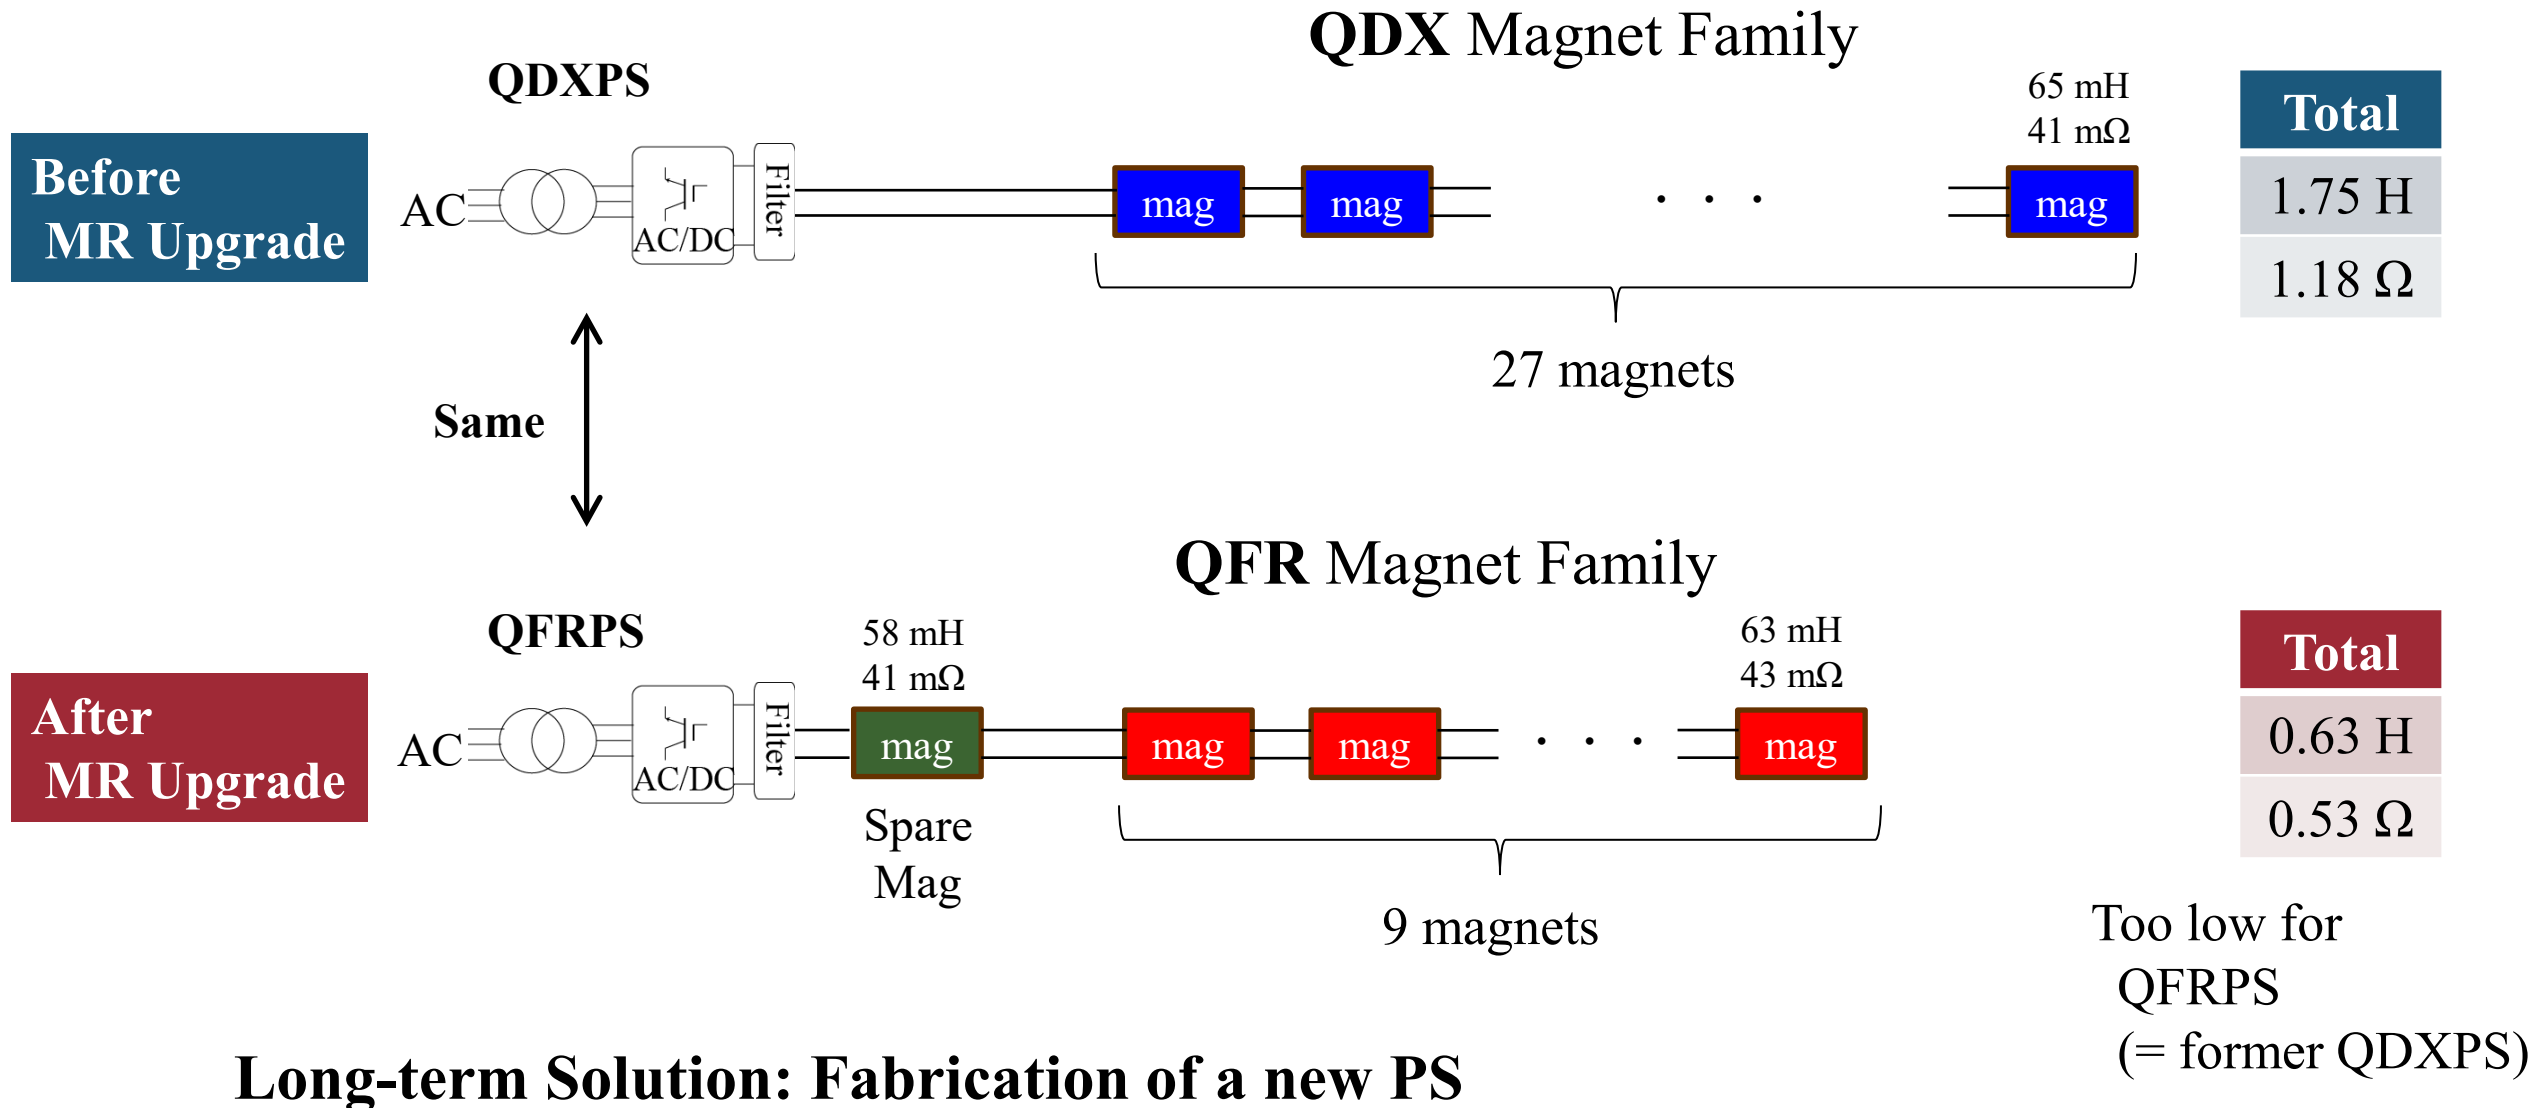 QDX Magnet Family
QDXPS
65 mH
41 mΩ
Total
Before
MR Upgrade
AC
AC/DC
Filter
mag
mag
. . .
mag
1.75 H
1.18 Ω
27 magnets
Same
QFR Magnet Family
QFRPS
58 mH
41 mΩ
63 mH
43 mΩ
Total
After
MR Upgrade
AC
AC/DC
Filter
mag
mag
mag
. . .
mag
0.63 H
0.53 Ω
Spare
Mag
9 magnets
Too low for
QFRPS
(= former QDXPS)
Long-term Solution: Fabrication of a new PS